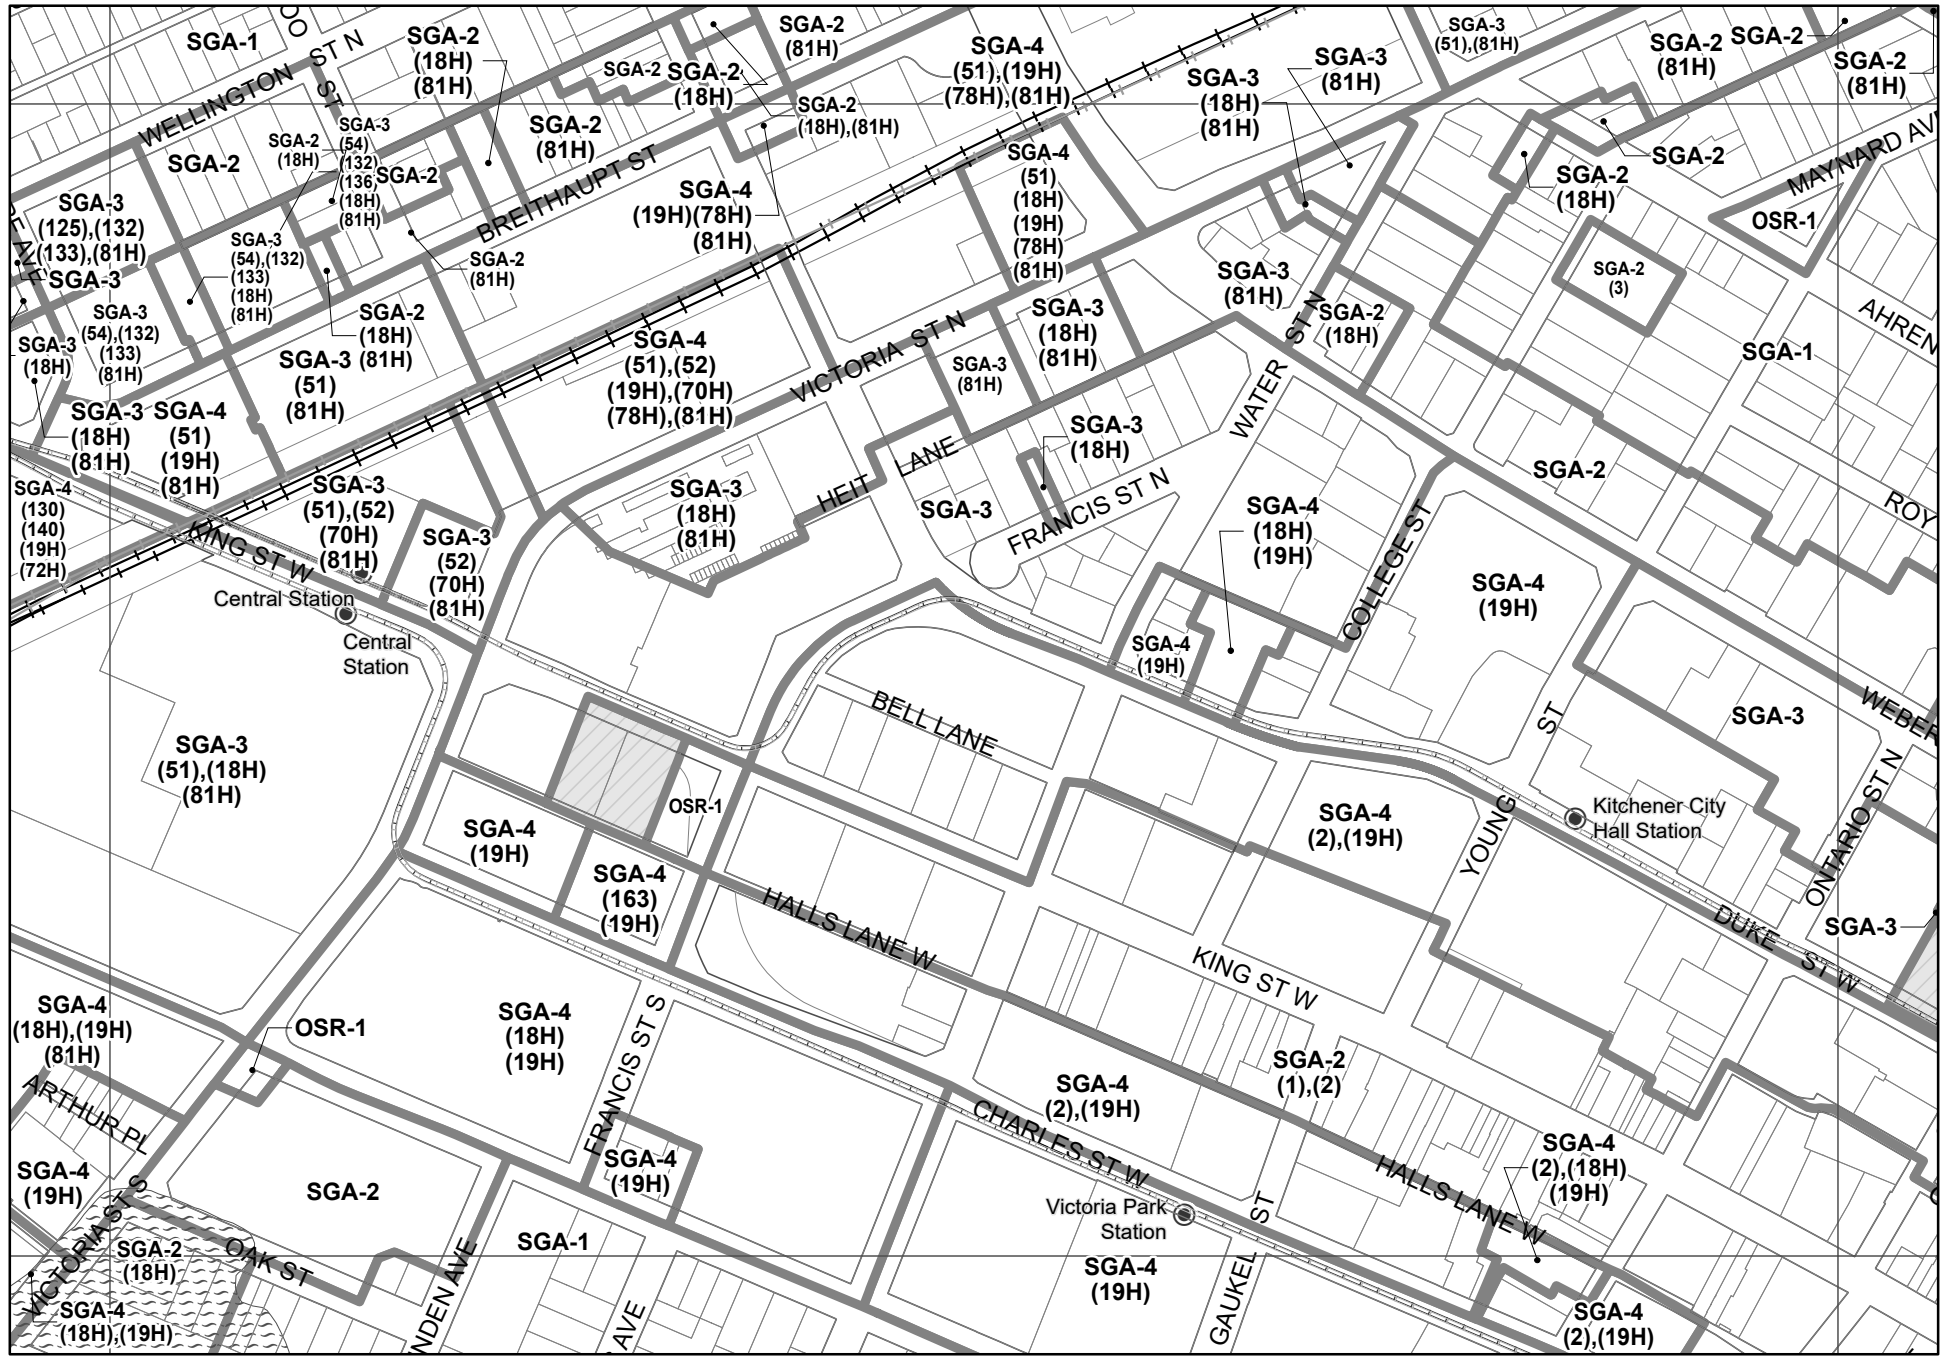 SGA-1
WELLINGTON ST N
OO
ST
SGA-2
(18H)
(81H)
SGA-2
SGA-2
(18H)
SGA-2
(81H)
SGA-4
(51),(19H)
(78H),(81H)
SGA-3
(18H)
(81H)
SGA-3
(81H)
SGA-3
(51),(81H)
SGA-2
(81H)
SGA-2
SGA-2
(81H)
SGA-2
SGA-2
(18H)
SGA-3
(54)
(132)
(136)
(18H)
(81H)
SGA-2
SGA-2
(81H)
BREITHAUPT ST
SGA-2
(18H),(81H)
SGA-4
(19H)(78H)
(81H)
SGA-4
(51)
(18H)
(19H)
(78H)
(81H)
SGA-2
(18H)
SGA-2
MAYNARD AV
OSR-1
SGA-3
(125),(132)
(133),(81H)
SGA-3
SGA-3
(54),(132)
(133)
(18H)
(81H)
SGA-2
(81H)
SGA-3
(18H)
SGA-3
(54),(132)
(133)
(81H)
SGA-2
(18H)
(81H)
SGA-3
(51)
(81H)
SGA-4
(51),(52)
(19H),(70H)
(78H),(81H)
VICTORIA ST N
SGA-3
(81H)
SGA-3
(18H)
(81H)
SGA-3
(81H)
WATER ST N
SGA-2
(18H)
SGA-2
(3)
SGA-1
AHREN
SGA-3
(18H)
(81H)
SGA-4
(51)
(19H)
(81H)
SGA-4
(130)
(140)
(19H)
(72H)
KING ST W
SGA-3
(51),(52)
(70H)
(81H)
SGA-3
(52)
(70H)
(81H)
SGA-3
(18H)
(81H)
HEIT LANE
SGA-3
SGA-3
(18H)
FRANCIS ST N
SGA-4
(18H)
(19H)
COLLEGE ST
SGA-2
ROY
SGA-4
(19H)
SGA-4
(19H)
Central Station
Central
Station
SGA-3
(51),(18H)
(81H)
BELL LANE
OSR-1
SGA-4
(19H)
SGA-4
(163)
(19H)
SGA-4
(2),(19H)
YOUNG ST
Kitchener City
Hall Station
SGA-3
WEBER
ONTARIO ST N
SGA-3
DUKE ST W
HALLS LANE W
KING ST W
SGA-4
(18H),(19H)
(81H)
OSR-1
SGA-4
(18H)
(19H)
FRANCIS ST S
SGA-4
(2),(19H)
SGA-2
(1),(2)
ARTHUR PL
SGA-4
(19H)
SGA-2
SGA-4
(19H)
CHARLES ST W
HALLS LANE W
SGA-4
(2),(18H)
(19H)
Victoria Park
Station
VICTORIA ST S
SGA-2
(18H)
OAK ST
SGA-4
(18H),(19H)
NDEN AVE
SGA-1
AVE
SGA-4
(19H)
GAUKEL ST
SGA-4
(2),(19H)